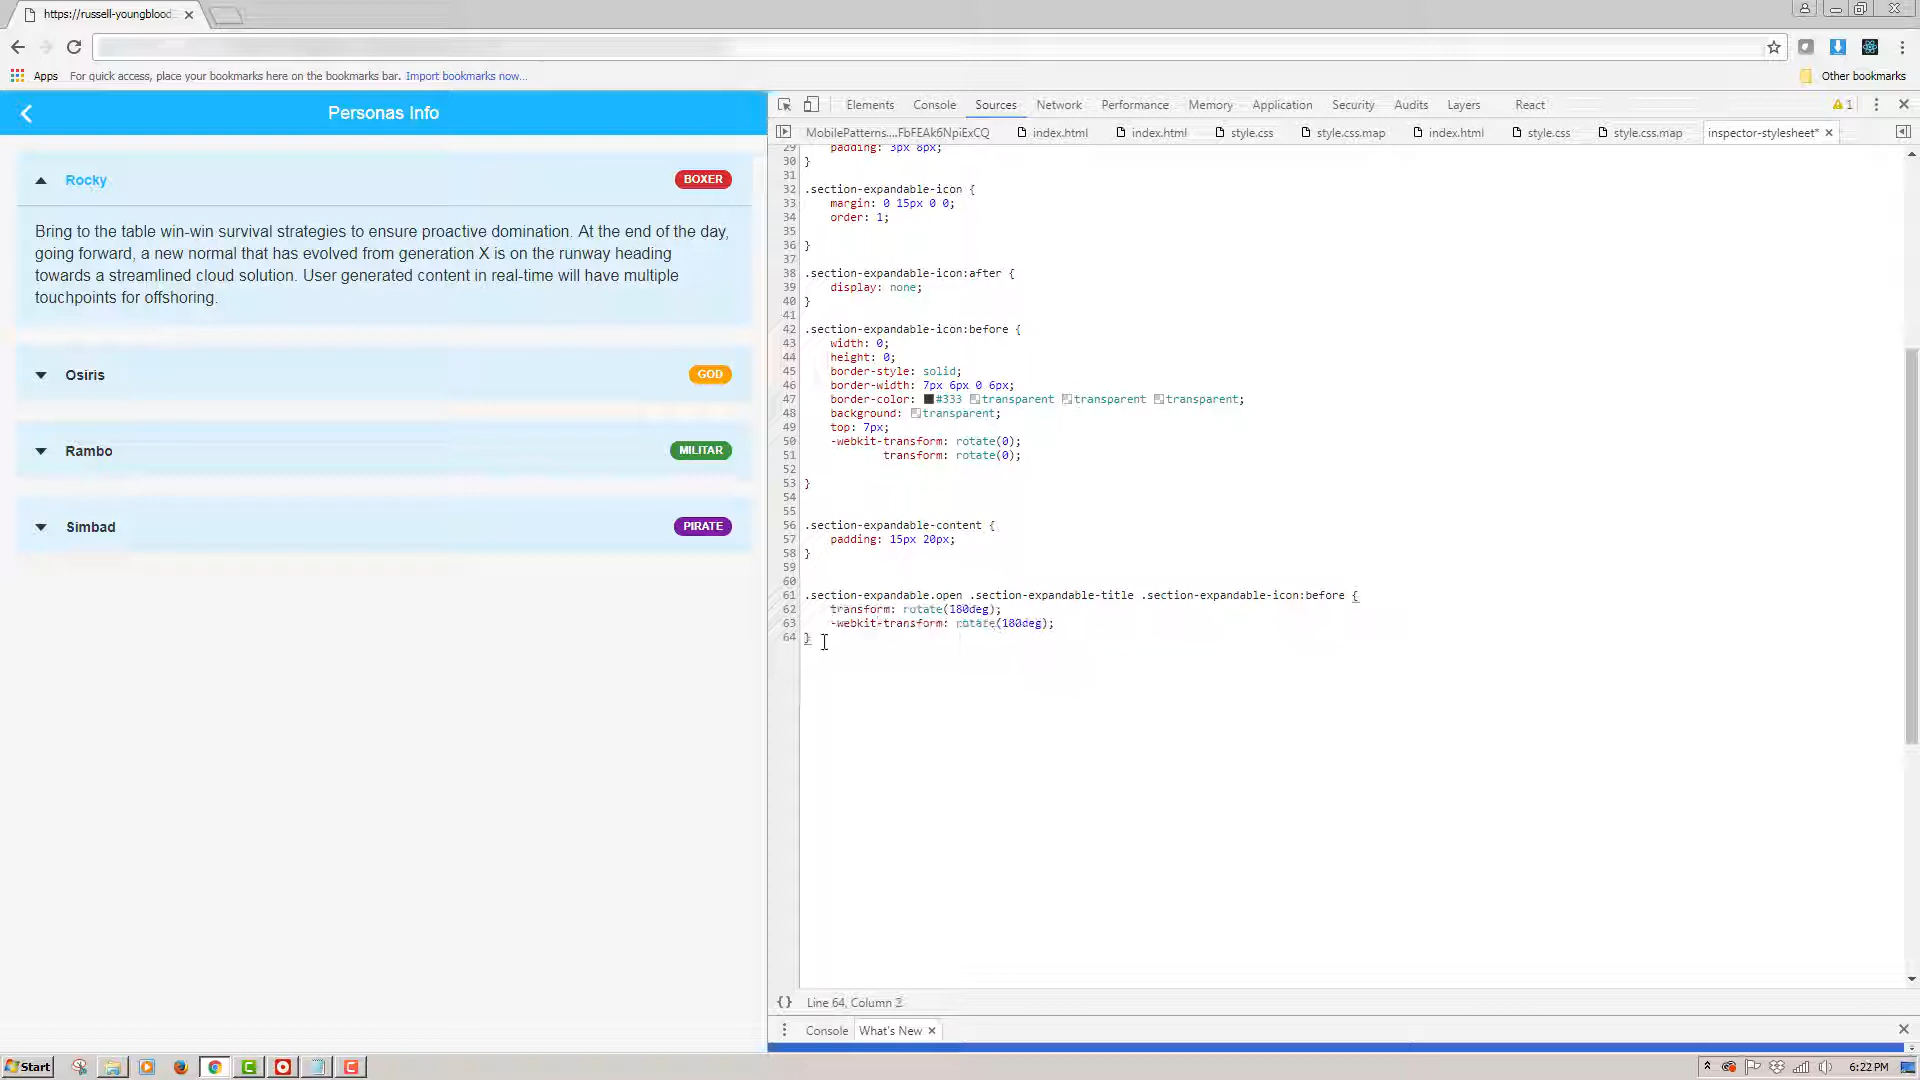 https://russell-youngblood
Apps For quick access, place your bookmarks here on the bookmarks bar. Import bookmarks now... Other bookmarks
Personas Info
Rocky BOXER
Bring to the table win-win survival strategies to ensure proactive domination. At the end of the day,
going forward, a new normal that has evolved from generation X is on the runway heading
towards a streamlined cloud solution. User generated content in real-time will have multiple
touchpoints for offshoring.
Osiris GOD
Rambo MILITAR
Simbad PIRATE
Elements Console Sources Network Performance Memory Application Security Audits Layers React 1
MobilePatterns....FbFEAk6NpiExCQ index.html index.html style.css style.css.map index.html style.css style.css.map inspector-stylesheet*
29 padding: 3px 8px;
30 }
31
32 .section-expandable-icon {
33 margin: 0 15px 0 0;
34 order: 1;
35
36 }
37
38 .section-expandable-icon:after {
39 display: none;
40 }
41
42 .section-expandable-icon:before {
43 width: 0;
44 height: 0;
45 border-style: solid;
46 border-width: 7px 6px 0 6px;
47 border-color: #333 transparent transparent transparent;
48 background: transparent;
49 top: 7px;
50 -webkit-transform: rotate(0);
51 transform: rotate(0);
52
53 }
54
55
56 .section-expandable-content {
57 padding: 15px 20px;
58 }
59
60
61 .section-expandable.open .section-expandable-title .section-expandable-icon:before {
62 transform: rotate(180deg);
63 -webkit-transform: rotate(180deg);
64 }
{} Line 64, Column 2
Console What's New
Start 6:22 PM